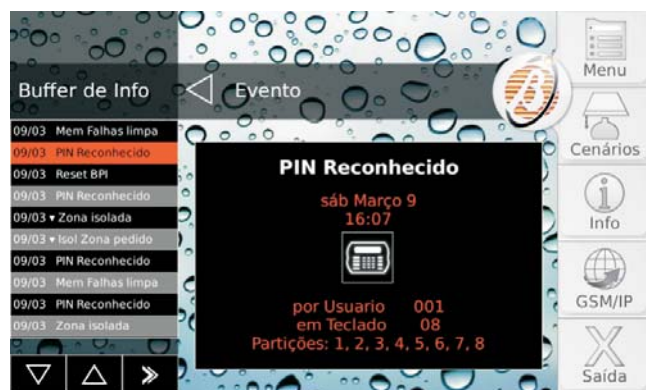 Buffer de Info
Evento
09/03 Mem Falhas limpa
09/03 PIN Reconhecido
09/03 Reset BPI
09/03 PIN Reconhecido
09/03 ▾ Zona isolada
09/03 ▾ Isol Zona pedido
09/03 PIN Reconhecido
09/03 Mem Falhas limpa
09/03 PIN Reconhecido
09/03 Zona isolada
PIN Reconhecido
sáb Março 9
16:07
por Usuario 001
em Teclado 08
Partições: 1, 2, 3, 4, 5, 6, 7, 8
Menu
Cenários
Info
GSM/IP
Saída